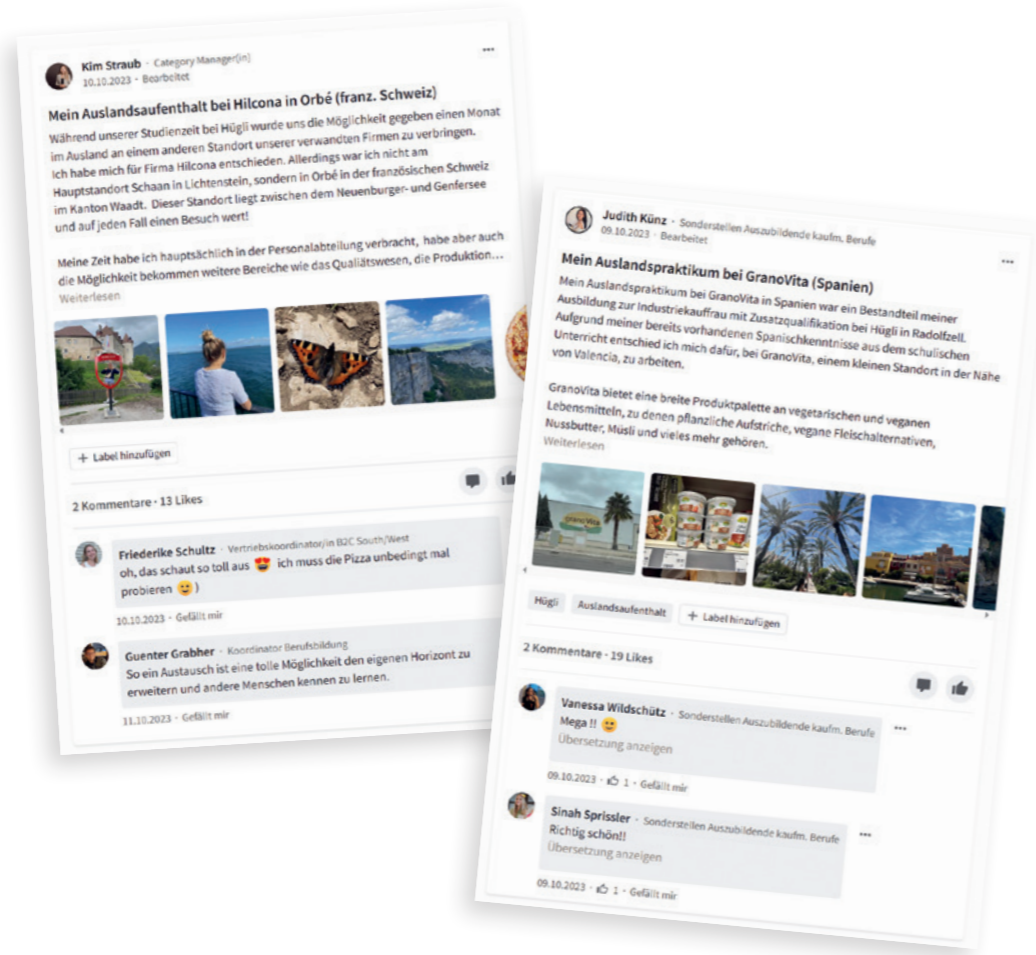 Kim Straub · Category Manager(in)
10.10.2023 · Bearbeitet
Mein Auslandsaufenthalt bei Hilcona in Orbé (franz. Schweiz)
Während unserer Studienzeit bei Hügli wurde uns die Möglichkeit gegeben einen Monat
im Ausland an einem anderen Standort unserer verwandten Firmen zu verbringen.
Ich habe mich für Firma Hilcona entschieden. Allerdings war ich nicht am
Hauptstandort Schaan in Lichtenstein, sondern in Orbé in der französischen Schweiz
im Kanton Waadt. Dieser Standort liegt zwischen dem Neuenburger- und Genfersee
und auf jeden Fall einen Besuch wert!
Meine Zeit habe ich hauptsächlich in der Personalabteilung verbracht, habe aber auch
die Möglichkeit bekommen weitere Bereiche wie das Qualiätswesen, die Produktion...
Weiterlesen
+ Label hinzufügen
2 Kommentare · 13 Likes
Friederike Schultz · Vertriebskoordinator/in B2C South/West
oh, das schaut so toll aus 😍 ich muss die Pizza unbedingt mal
probieren 😉)
10.10.2023 · Gefällt mir
Guenter Grabher · Koordinator Berufsbildung
So ein Austausch ist eine tolle Möglichkeit den eigenen Horizont zu
erweitern und andere Menschen kennen zu lernen.
11.10.2023 · Gefällt mir
Judith Künz · Sonderstellen Auszubildende kaufm. Berufe
09.10.2023 · Bearbeitet
Mein Auslandspraktikum bei GranoVita (Spanien)
Mein Auslandspraktikum bei GranoVita in Spanien war ein Bestandteil meiner
Ausbildung zur Industriekauffrau mit Zusatzqualifikation bei Hügli in Radolfzell.
Aufgrund meiner bereits vorhandenen Spanischkenntnisse aus dem schulischen
Unterricht entschied ich mich dafür, bei GranoVita, einem kleinen Standort in der Nähe
von Valencia, zu arbeiten.
GranoVita bietet eine breite Produktpalette an vegetarischen und veganen
Lebensmitteln, zu denen pflanzliche Aufstriche, vegane Fleischalternativen,
Nussbutter, Müsli und vieles mehr gehören.
Weiterlesen
GranoVita
Hügli
Auslandsaufenthalt
+ Label hinzufügen
2 Kommentare · 19 Likes
Vanessa Wildschütz · Sonderstellen Auszubildende kaufm. Berufe
Mega !! 😉
Übersetzung anzeigen
09.10.2023 · 👍 1 · Gefällt mir
Sinah Sprissler · Sonderstellen Auszubildende kaufm. Berufe
Richtig schön!!
Übersetzung anzeigen
09.10.2023 · 👍 1 · Gefällt mir